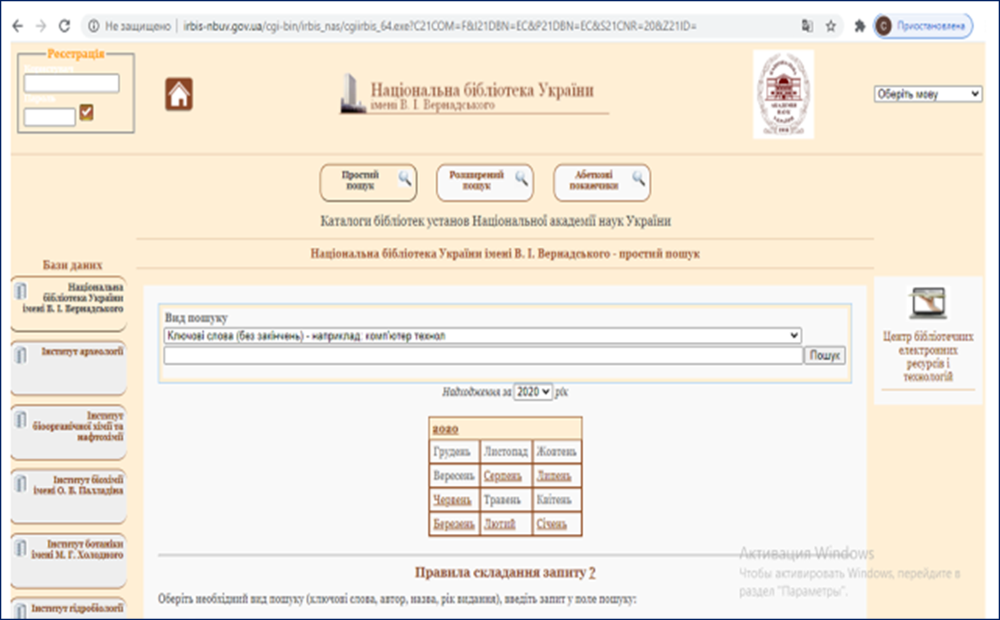 Не защищено | irbis-nbuv.gov.ua/cgi-bin/irbis_nas/cgiirbis_64.exe?C21COM=F&I21DBN=EC&P21DBN=EC&S21CNR=20&Z21ID=
С Приостановлена
Реєстрація
Користувач
Пароль
Національна бібліотека України
імені В. І. Вернадського
АКАДЕМІЯ
НАУК
УКРАЇНИ
1918
Оберіть мову
Простий
пошук
Розширений
пошук
Абеткові
покажчики
Каталоги бібліотек установ Національної академії наук України
Національна бібліотека України імені В. І. Вернадського - простий пошук
Бази даних
Національна
бібліотека України
імені В. І. Вернадського
Інститут археології
Інститут
біоорганічної хімії та
нафтохімії
Інститут біохімії
імені О. В. Палладіна
Інститут ботаніки
імені М. Г. Холодного
Інститут гідробіології
Вид пошуку
Ключові слова (без закінчень) - наприклад: комп'ютер технол
Пошук
Надходження за 2020 рік
2020
Грудень Листопад Жовтень
Вересень Серпень Липень
Червень Травень Квітень
Березень Лютий Січень
Центр бібліотечних
електронних
ресурсів і
технологій
Правила складання запиту ?
Оберіть необхідний вид пошуку (ключові слова, автор, назва, рік видання), введіть запит у поле пошуку:
Активация Windows
Чтобы активировать Windows, перейдите в
раздел "Параметры".